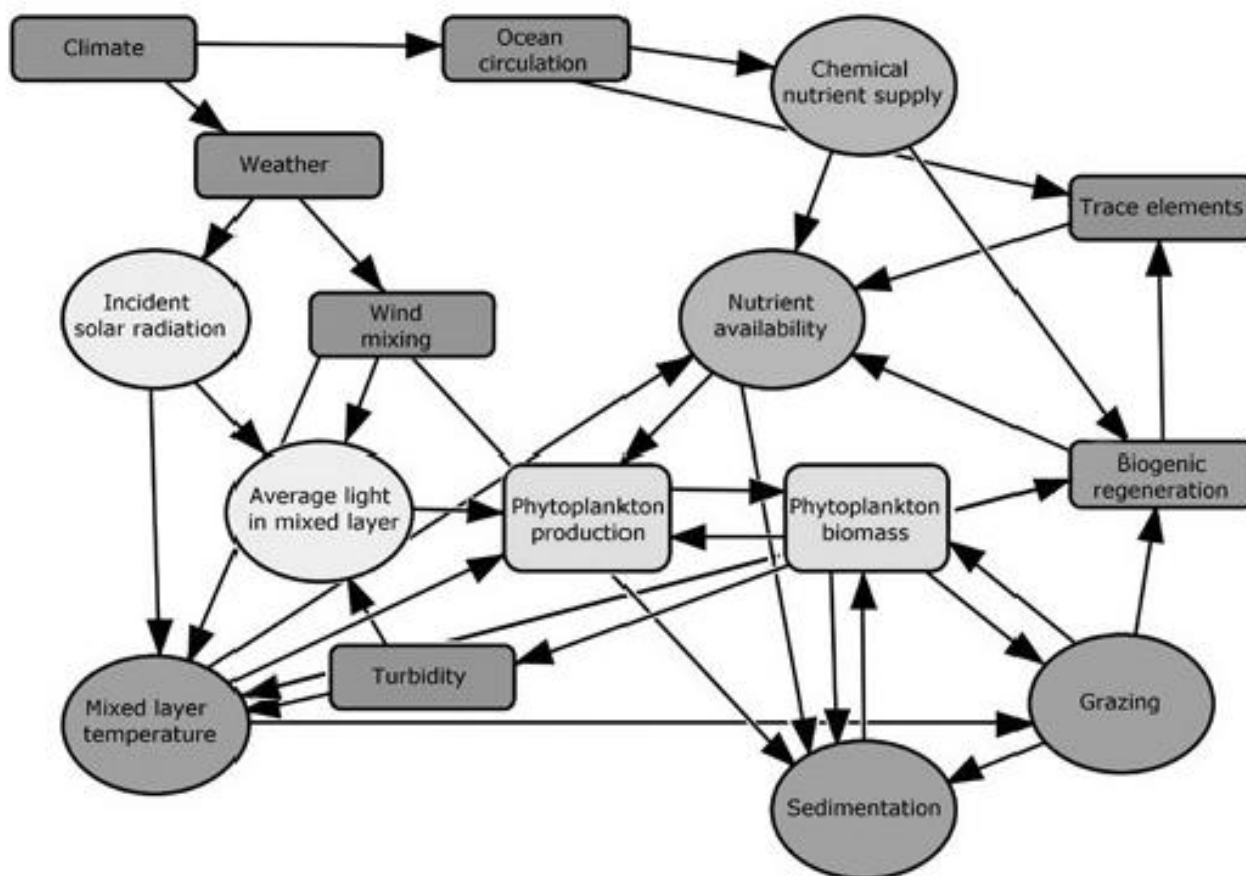 Climate
Ocean
circulation
Chemical
nutrient supply
Weather
Trace elements
Incident
solar radiation
Wind
mixing
Nutrient
availability
Average light
in mixed layer
Phytoplankton
production
Phytoplankton
biomass
Biogenic
regeneration
Mixed layer
temperature
Turbidity
Grazing
Sedimentation